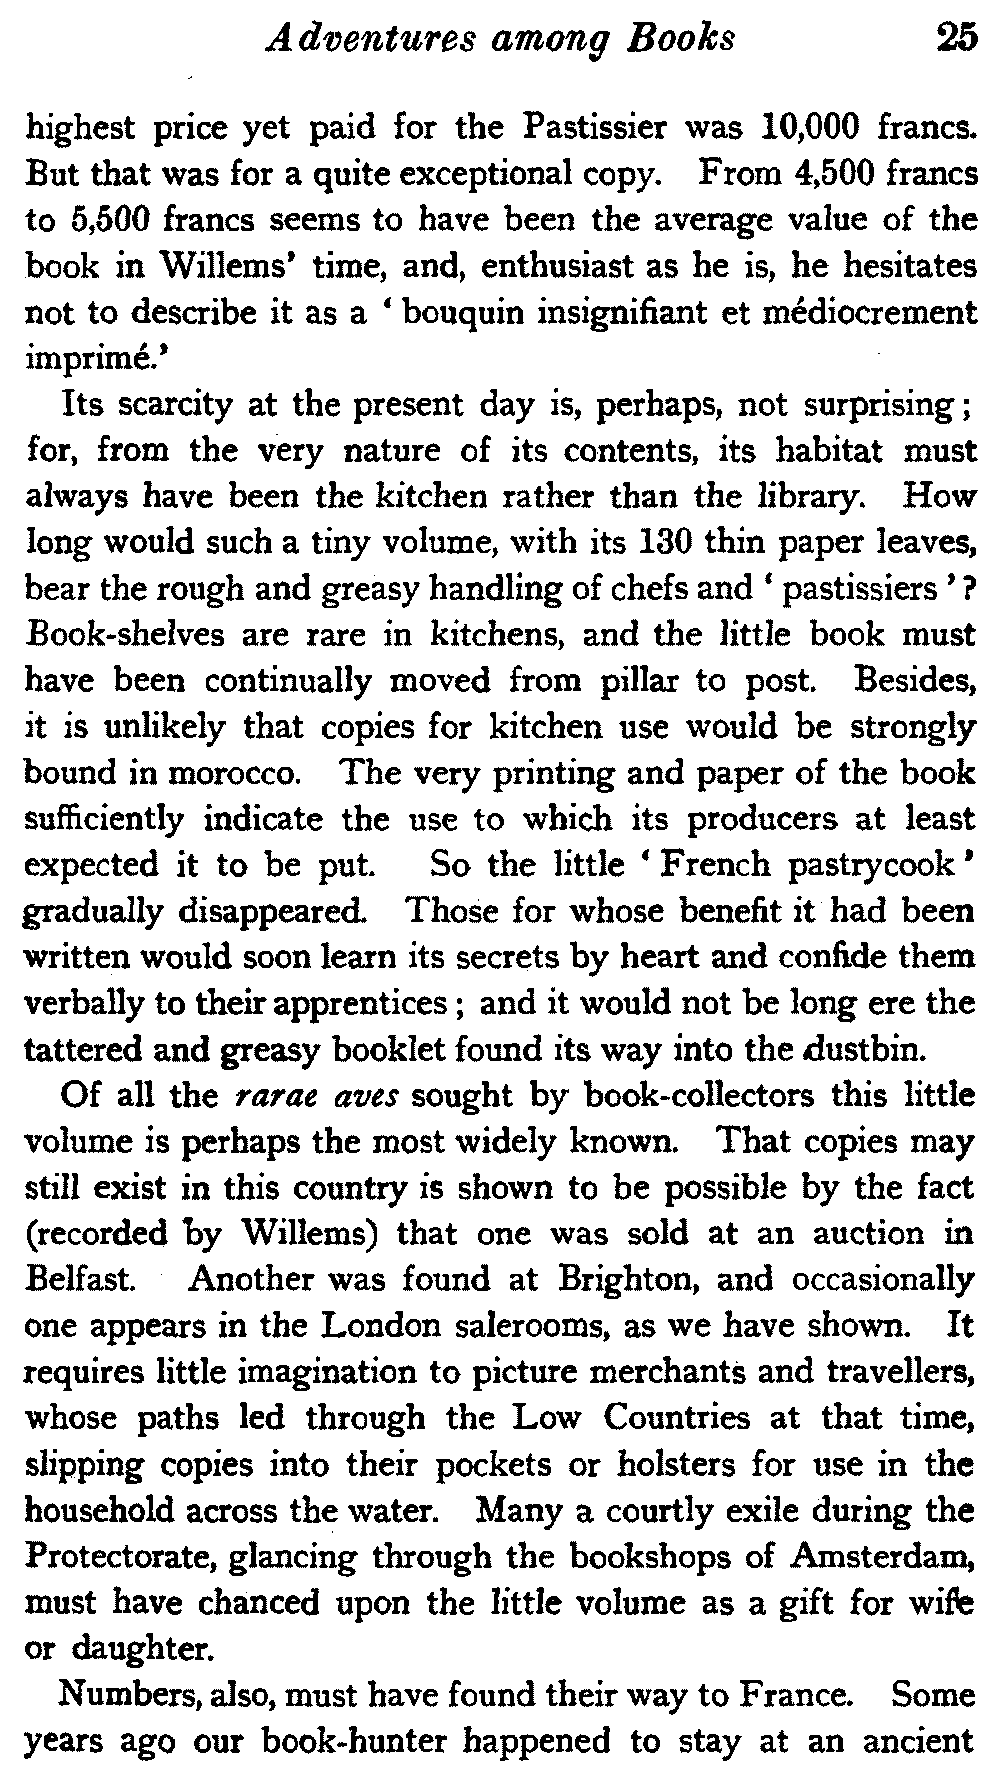 Adventures among Books 25
highest price yet paid for the Pastissier was 10,000 francs.
But that was for a quite exceptional copy. From 4,500 francs
to 5,500 francs seems to have been the average value of the
book in Willems’ time, and, enthusiast as he is, he hesitates
not to describe it as a ‘ bouquin insignifiant et médiocrement
imprimé.’
Its scarcity at the present day is, perhaps, not surprising ;
for, from the very nature of its contents, its habitat must
always have been the kitchen rather than the library. How
long would such a tiny volume, with its 130 thin paper leaves,
bear the rough and greasy handling of chefs and ‘ pastissiers ’ ?
Book-shelves are rare in kitchens, and the little book must
have been continually moved from pillar to post. Besides,
it is unlikely that copies for kitchen use would be strongly
bound in morocco. The very printing and paper of the book
sufficiently indicate the use to which its producers at least
expected it to be put. So the little ‘ French pastrycook ’
gradually disappeared. Those for whose benefit it had been
written would soon learn its secrets by heart and confide them
verbally to their apprentices ; and it would not be long ere the
tattered and greasy booklet found its way into the dustbin.
Of all the rarae aves sought by book-collectors this little
volume is perhaps the most widely known. That copies may
still exist in this country is shown to be possible by the fact
(recorded by Willems) that one was sold at an auction in
Belfast. Another was found at Brighton, and occasionally
one appears in the London salerooms, as we have shown. It
requires little imagination to picture merchants and travellers,
whose paths led through the Low Countries at that time,
slipping copies into their pockets or holsters for use in the
household across the water. Many a courtly exile during the
Protectorate, glancing through the bookshops of Amsterdam,
must have chanced upon the little volume as a gift for wife
or daughter.
Numbers, also, must have found their way to France. Some
years ago our book-hunter happened to stay at an ancient